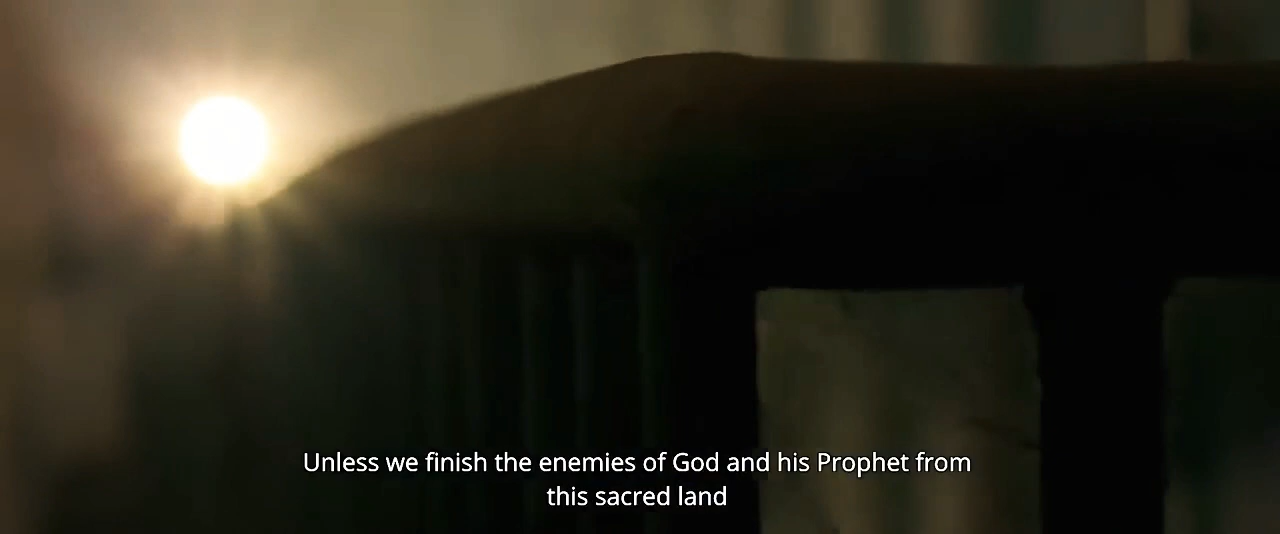 Unless we finish the enemies of God and his Prophet from
this sacred land